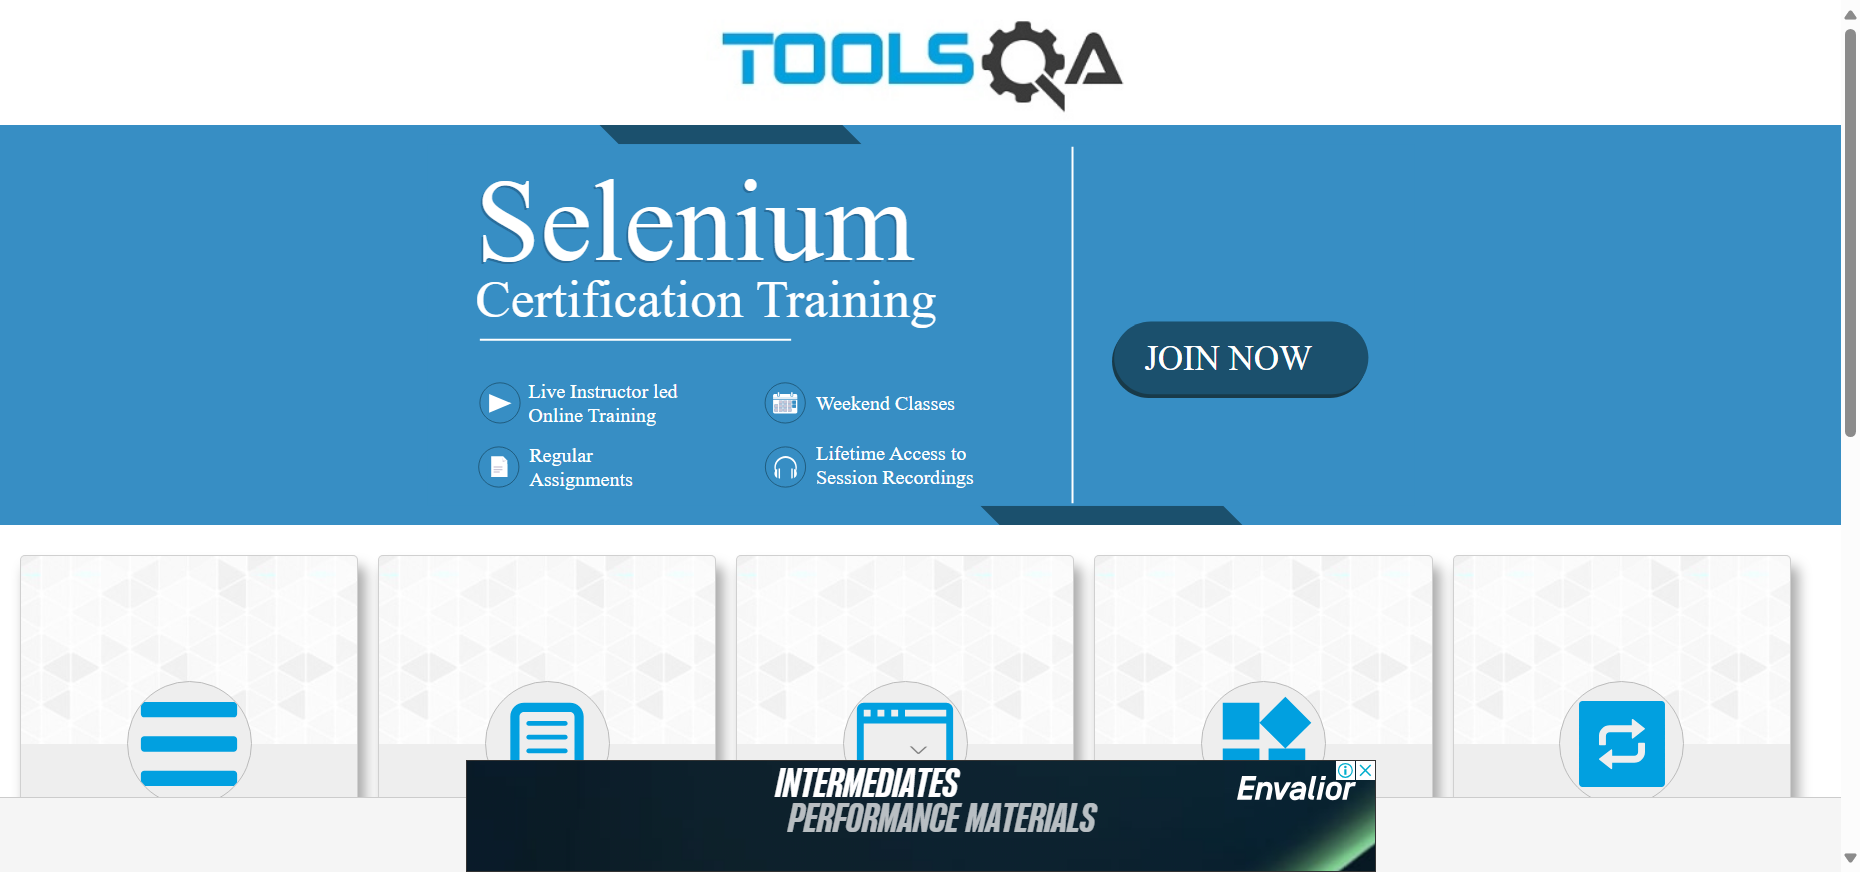 TOOLSQA
Selenium
Certification Training
JOIN NOW
Live Instructor led
Online Training
Weekend Classes
Regular
Assignments
Lifetime Access to
Session Recordings
INTERMEDIATES
PERFORMANCE MATERIALS
Envalior